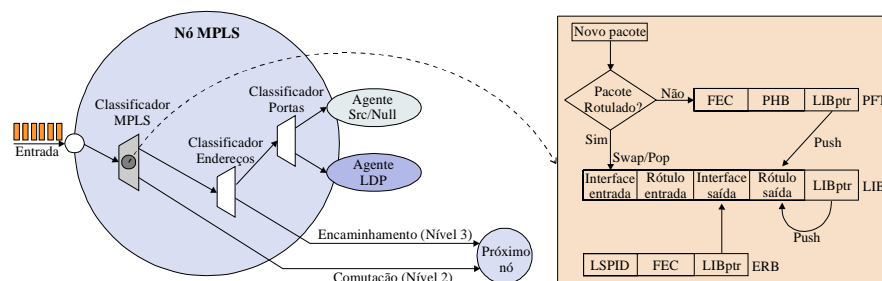 Nó MPLS
Classificador
MPLS
Classificador
Endereços
Classificador
Portas
Agente
Src/Null
Agente
LDP
Entrada
Encaminhamento (Nível 3)
Comutação (Nível 2)
Próximo
nó
Novo pacote
Pacote
Rotulado?
Não
Sim
FEC PHB LIBptr PFT
Push
Swap/Pop
Interface entrada Rótulo entrada Interface saída Rótulo saída LIBptr LIB
Push
LSPID FEC LIBptr ERB